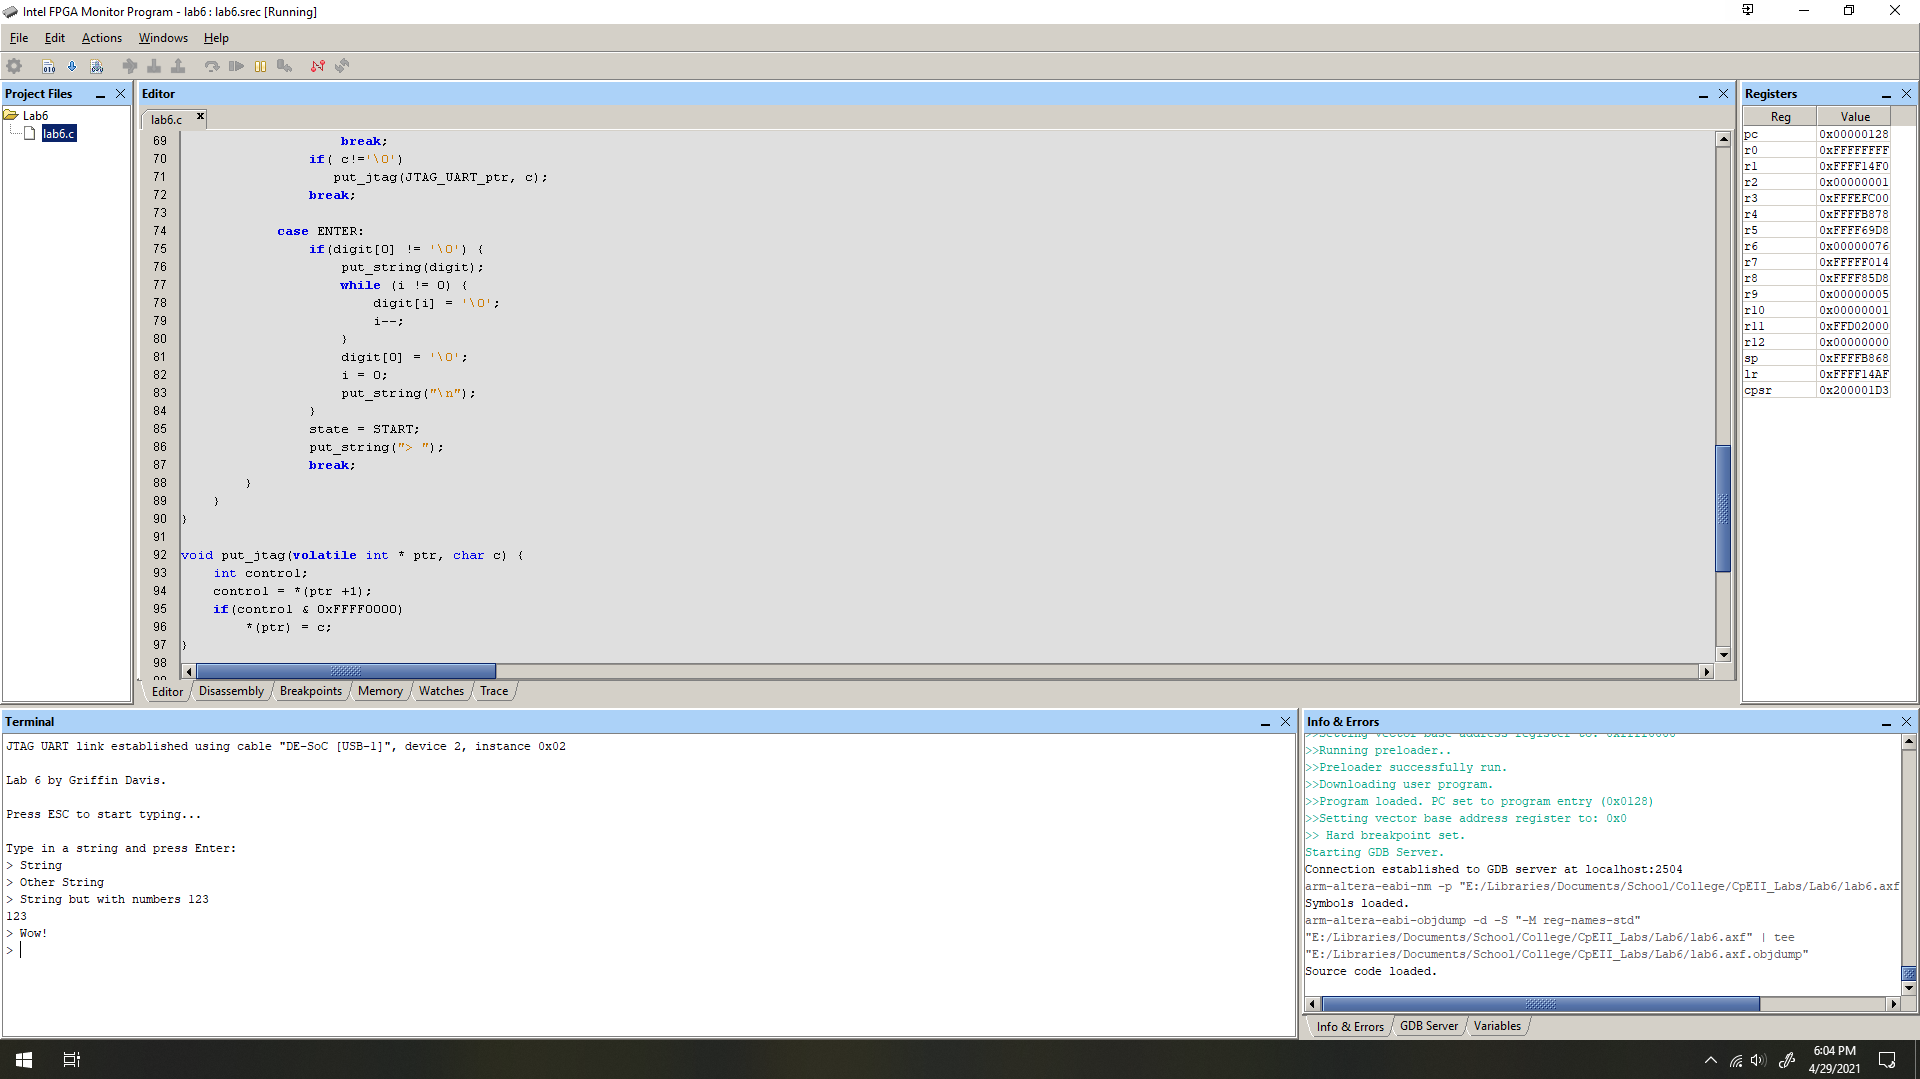 Intel FPGA Monitor Program - lab6 : lab6.srec [Running]
File Edit Actions Windows Help
Project Files
Lab6
lab6.c
Editor
lab6.c x
69 break;
70 if( c!='\0')
71 put_jtag(JTAG_UART_ptr, c);
72 break;
73
74 case ENTER:
75 if(digit[0] != '\0') {
76 put_string(digit);
77 while (i != 0) {
78 digit[i] = '\0';
79 i--;
80 }
81 digit[0] = '\0';
82 i = 0;
83 put_string("\n");
84 }
85 state = START;
86 put_string("> ");
87 break;
88 }
89 }
90 }
91
92 void put_jtag(volatile int * ptr, char c) {
93 int control;
94 control = *(ptr +1);
95 if(control & 0xFFFF0000)
96 *(ptr) = c;
97 }
98
99
Editor Disassembly Breakpoints Memory Watches Trace
Registers
Reg Value
pc 0x00000128
r0 0xFFFFFFFF
r1 0xFFFF14F0
r2 0x00000001
r3 0xFFFEFC00
r4 0xFFFFB878
r5 0xFFFF69D8
r6 0x00000076
r7 0xFFFFF014
r8 0xFFFF85D8
r9 0x00000005
r10 0x00000001
r11 0xFFD02000
r12 0x00000000
sp 0xFFFFB868
lr 0xFFFF14AF
cpsr 0x200001D3
Terminal
JTAG UART link established using cable "DE-SoC [USB-1]", device 2, instance 0x02
Lab 6 by Griffin Davis.
Press ESC to start typing...
Type in a string and press Enter:
> String
> Other String
> String but with numbers 123
123
> Wow!
>
Info & Errors
>>Setting vector base address register to: 0xffff0000
>>Running preloader..
>>Preloader successfully run.
>>Downloading user program.
>>Program loaded. PC set to program entry (0x0128)
>>Setting vector base address register to: 0x0
>> Hard breakpoint set.
Starting GDB Server.
Connection established to GDB server at localhost:2504
arm-altera-eabi-nm -p "E:/Libraries/Documents/School/College/CpEII_Labs/Lab6/lab6.axf
Symbols loaded.
arm-altera-eabi-objdump -d -S "-M reg-names-std"
"E:/Libraries/Documents/School/College/CpEII_Labs/Lab6/lab6.axf" | tee
"E:/Libraries/Documents/School/College/CpEII_Labs/Lab6/lab6.axf.objdump"
Source code loaded.
Info & Errors GDB Server Variables
6:04 PM
4/29/2021